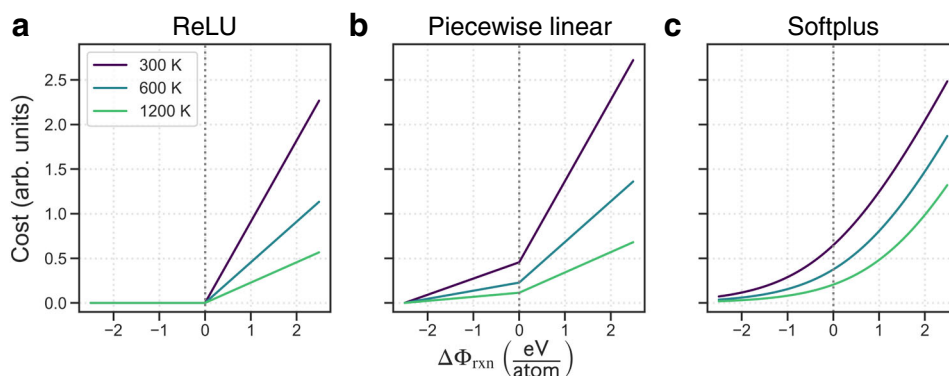 a ReLU b Piecewise linear c Softplus
Cost (arb. units)
2.5
2.0
1.5
1.0
0.5
0.0
300 K
600 K
1200 K
−2 −1 0 1 2
−2 −1 0 1 2
−2 −1 0 1 2
ΔΦrxn (eV/atom)